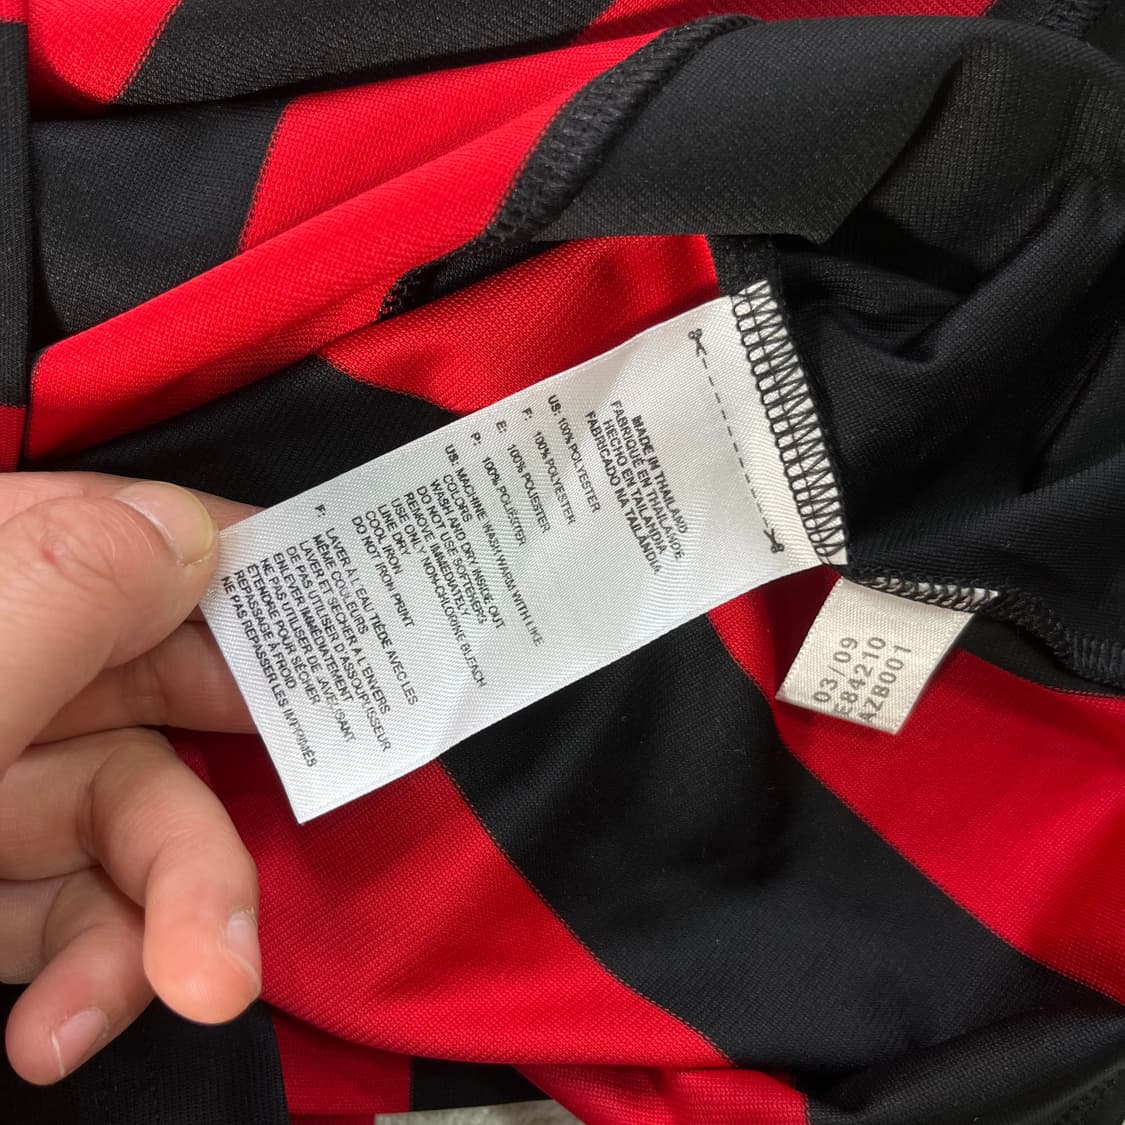 MADE IN THAILAND
FABRIQUÉ EN THAILANDE
HECHO EN TAILANDIA
FABRICADO NA TAILÂNDIA
US: 100% POLYESTER
F: 100% POLYESTER
E: 100% POLIESTER
P: 100% POLIÉSTER
US: MACHINE WASH WARM WITH LIKE
COLORS
WASH AND DRY INSIDE OUT
DO NOT USE SOFTENERS
REMOVE IMMEDIATELY
USE ONLY NON-CHLORINE BLEACH
LINE DRY
COOL IRON
DO NOT IRON PRINT
F: LAVER À L'EAU TIÈDE AVEC LES
MÊME COULEURS
LAVER ET SÉCHER A L'ENVERS
DE PAS UTILISER D'ASSOUPLISSEUR
ENLEVER IMMÉDIATEMENT
NE PAS UTILISER DE JAVELISANT
ETENDRE POUR SÉCHER
REPASSAGE À FROID
NE PAS REPASSER LES IMPRIMÉS
03/09
E84210
AZB001